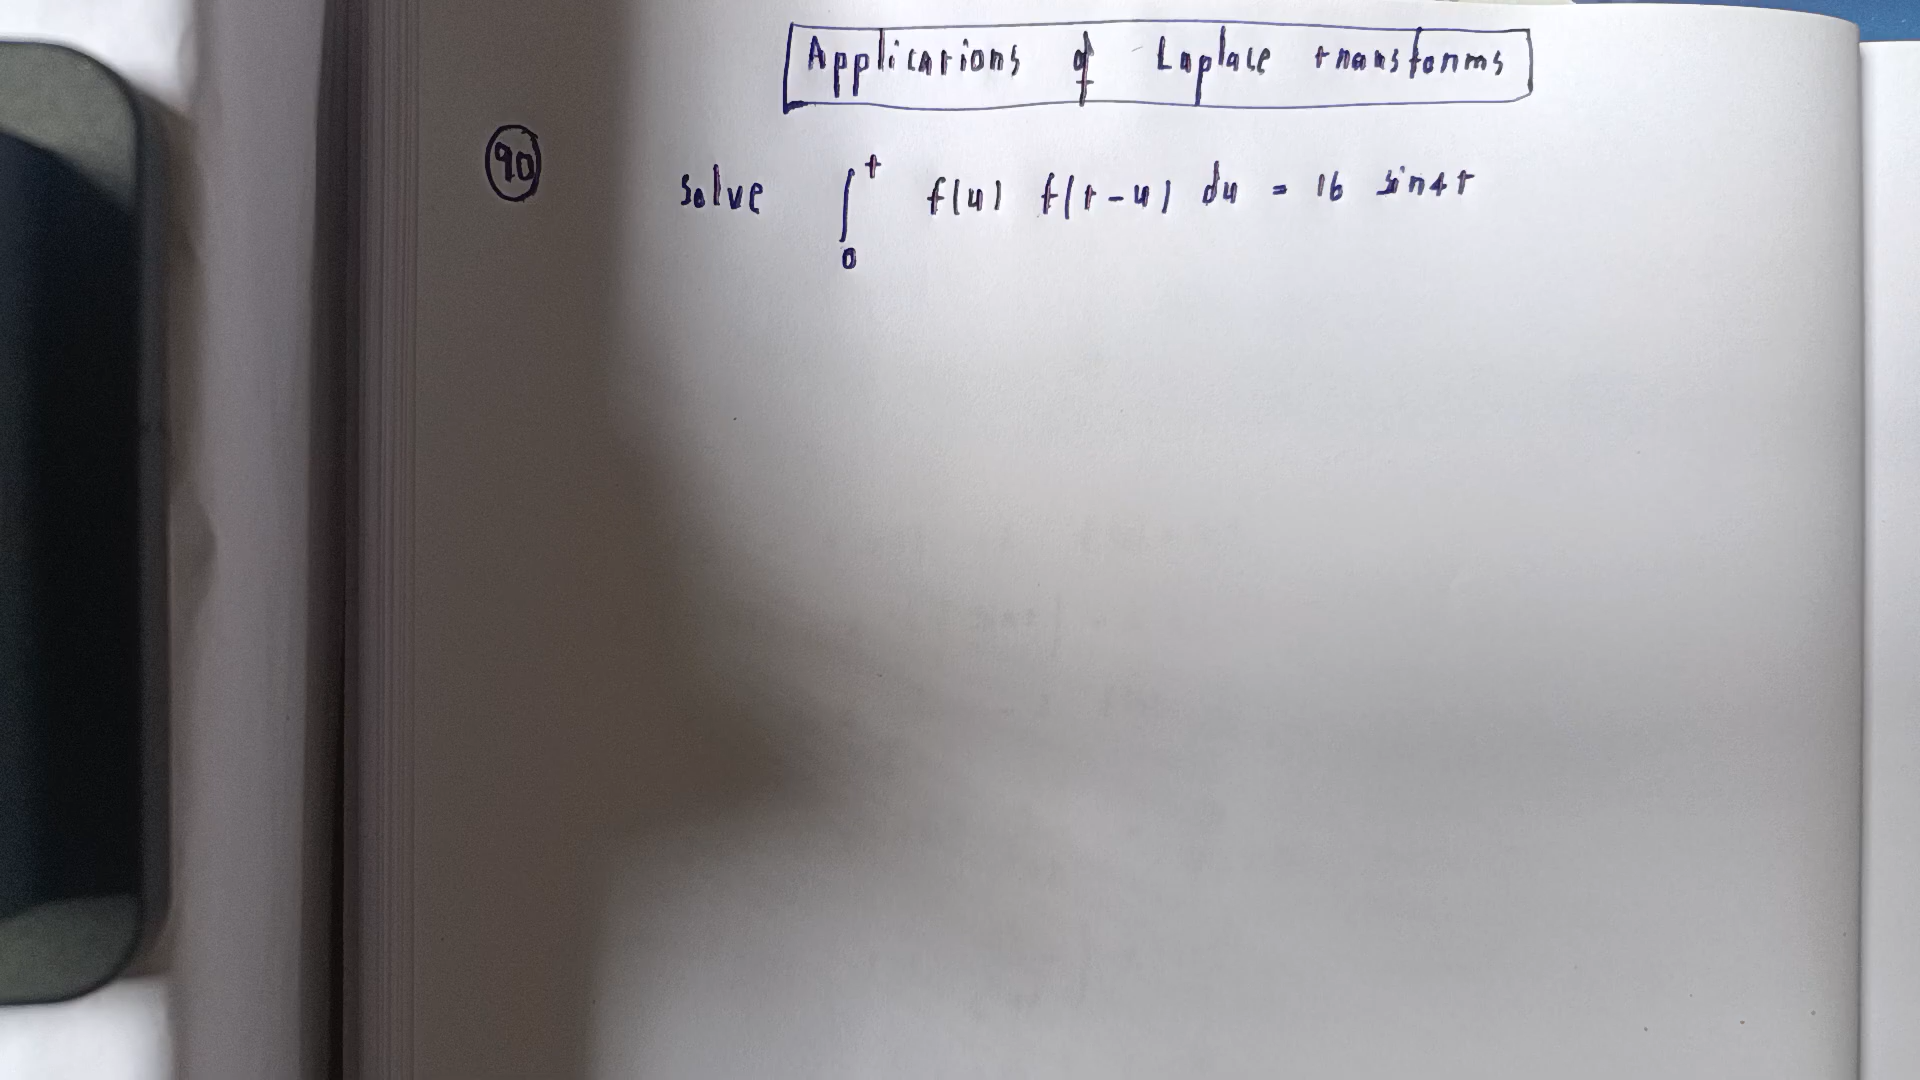 Applications of Laplace transforms
90 Solve ∫₀ᵗ f(u) f(t-u) du = 16 sin4t